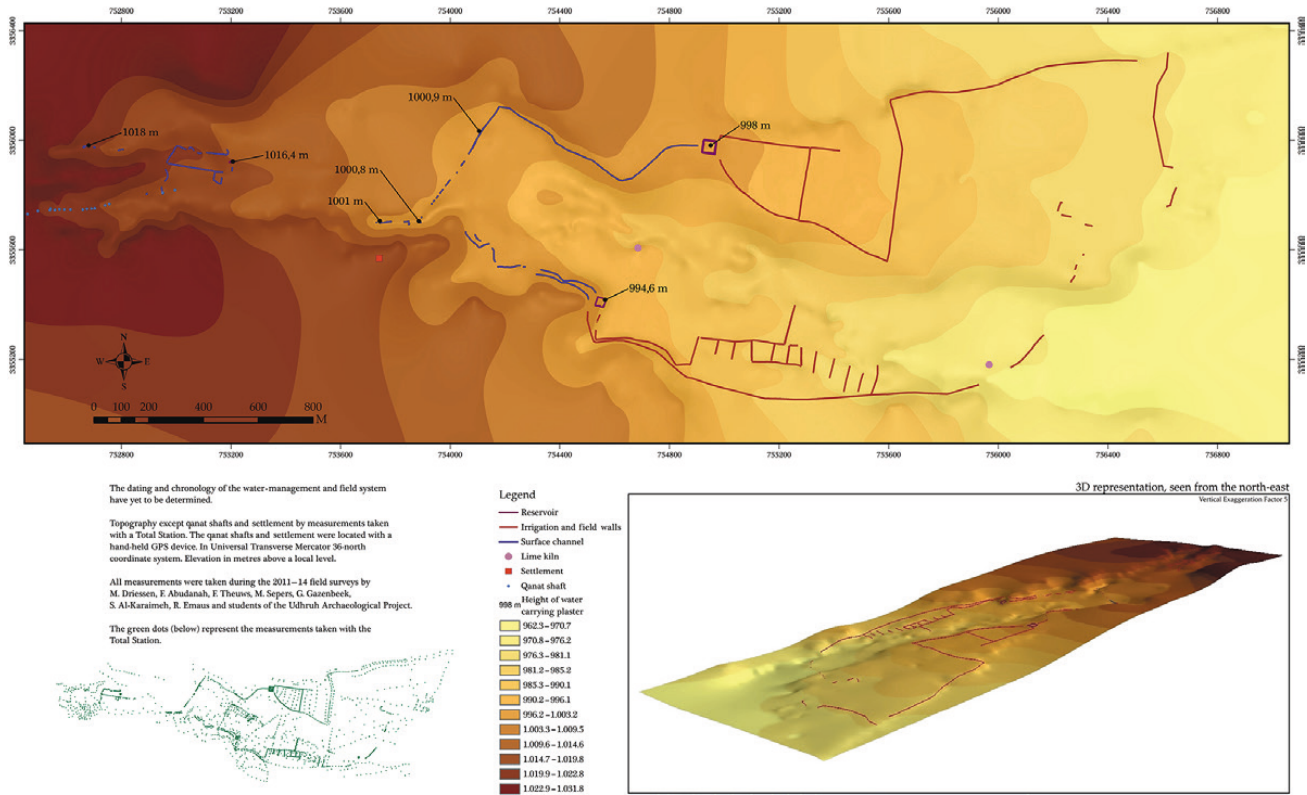 752800 753200 753600 754000 754400 754800 755200 755600 756000 756400 756800
3356400
3356000
3355600
3355200
1018 m
1016,4 m
1000,9 m
1000,8 m
1001 m
998 m
994,6 m
N
W E
S
0 100 200 400 600 800
M
752800 753200 753600 754000 754400 754800 755200 755600 756000 756400 756800
The dating and chronology of the water-management and field system
have yet to be determined.
Topography except qanat shafts and settlement by measurements taken
with a Total Station. The qanat shafts and settlement were located with a
hand-held GPS device. In Universal Transverse Mercator 36-north
coordinate system. Elevation in metres above a local level.
All measurements were taken during the 2011–14 field surveys by
M. Driessen, F. Abudanah, F. Theuws, M. Sepers, G. Gazenbeek,
S. Al-Karaimeh, R. Emaus and students of the Udhruh Archaeological Project.
The green dots (below) represent the measurements taken with the
Total Station.
Legend
Reservoir
Irrigation and field walls
Surface channel
Lime kiln
Settlement
Qanat shaft
998 m Height of water
carrying plaster
962.3 – 970.7
970.8 – 976.2
976.3 – 981.1
981.2 – 985.2
985.3 – 990.1
990.2 – 996.1
996.2 – 1.003.2
1.003.3 – 1.009.5
1.009.6 – 1.014.6
1.014.7 – 1.019.8
1.019.9 – 1.022.8
1.022.9 – 1.031.8
3D representation, seen from the north-east
Vertical Exaggeration Factor 5